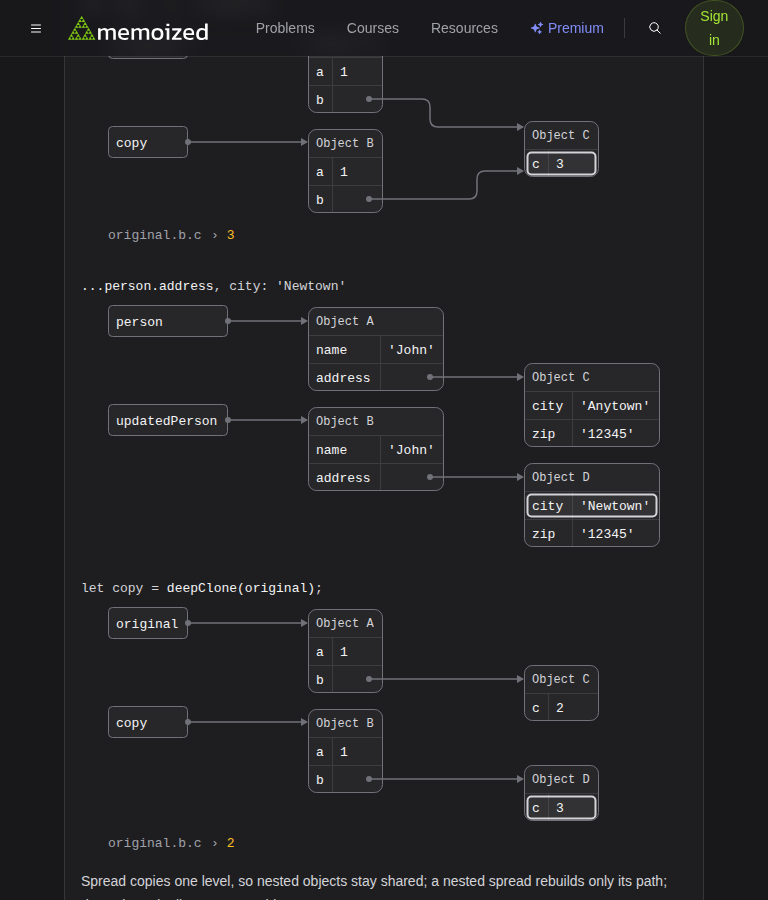 memoized
Problems Courses Resources Premium
Sign
in
a 1
b
copy
Object B
a 1
b
Object C
c 3
original.b.c › 3
...person.address, city: 'Newtown'
person
Object A
name 'John'
address
Object C
city 'Anytown'
zip '12345'
updatedPerson
Object B
name 'John'
address
Object D
city 'Newtown'
zip '12345'
let copy = deepClone(original);
original
Object A
a 1
b
Object C
c 2
copy
Object B
a 1
b
Object D
c 3
original.b.c › 2
Spread copies one level, so nested objects stay shared; a nested spread rebuilds only its path;